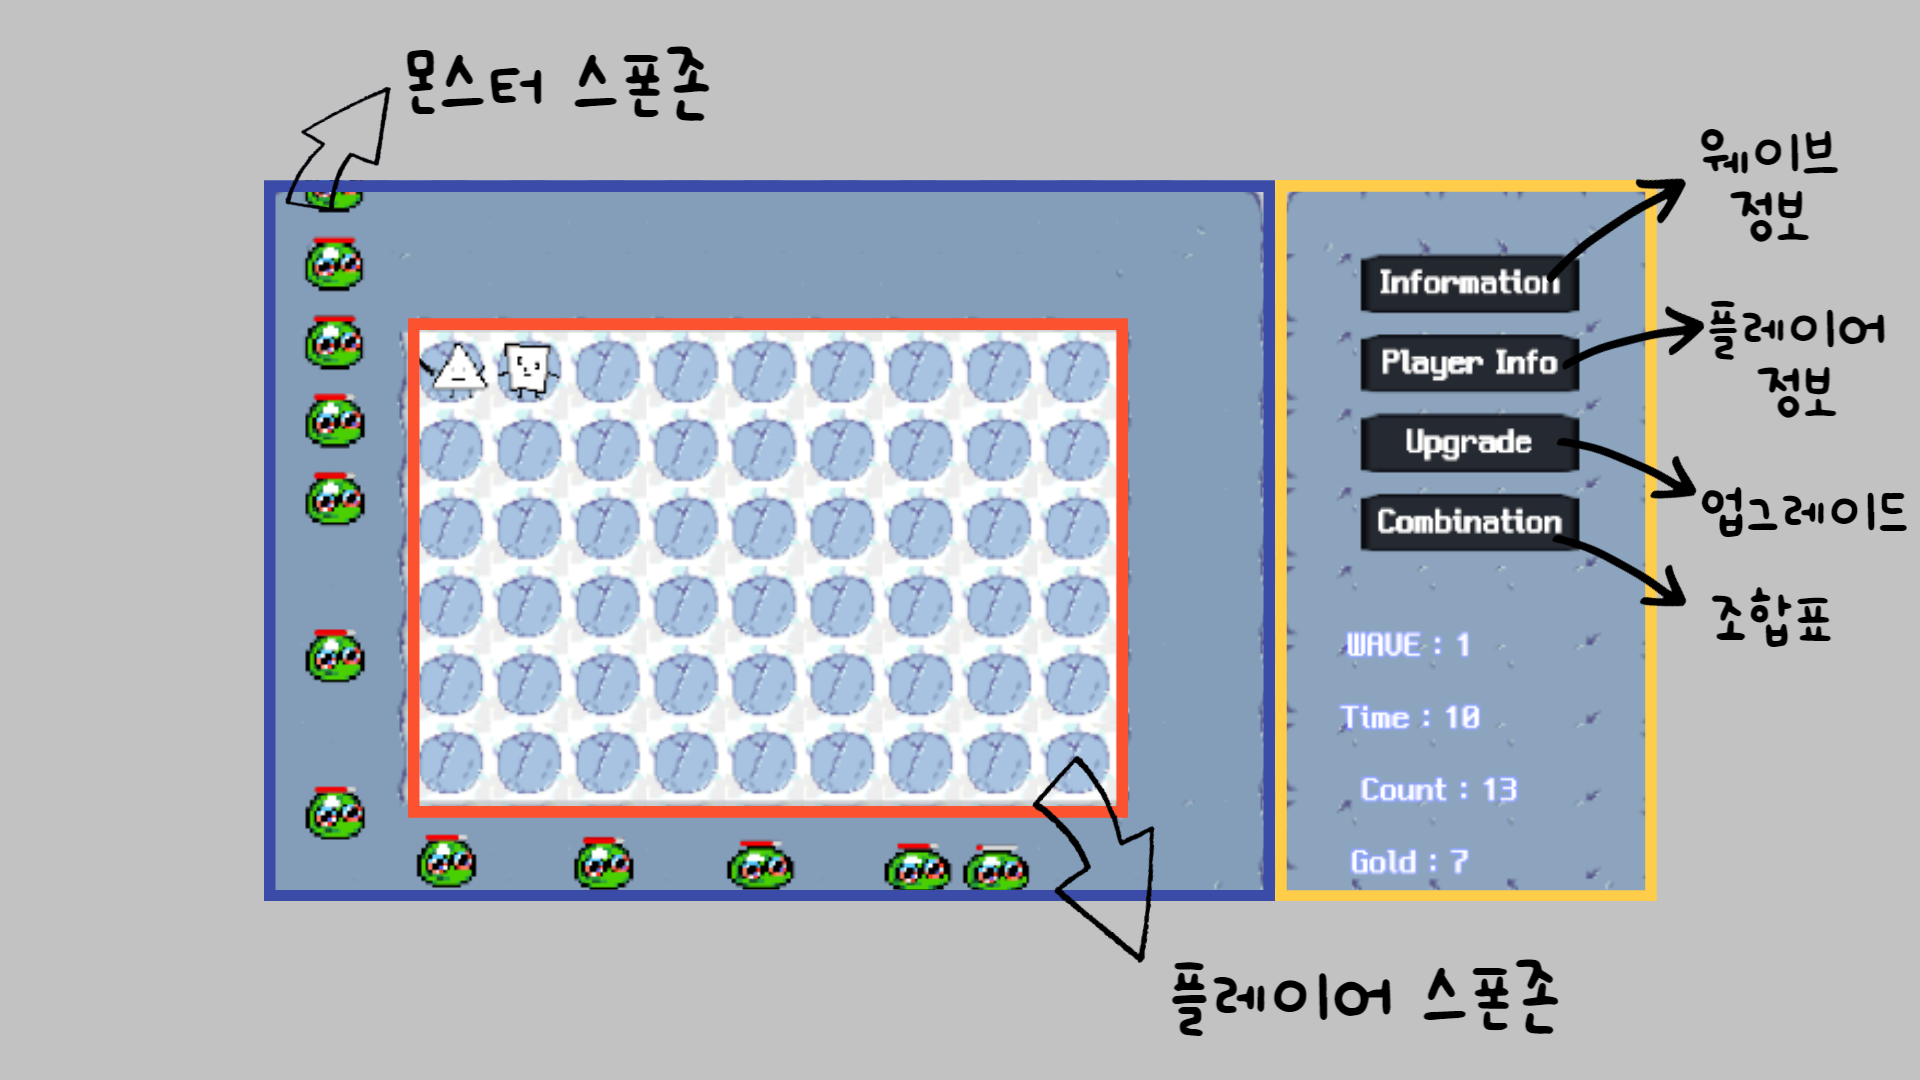 몬스터 스폰존
웨이브
정보
Information
플레이어
정보
Player Info
Upgrade
업그레이드
Combination
조합표
WAVE : 1
Time : 10
Count : 13
Gold : 7
플레이어 스폰존